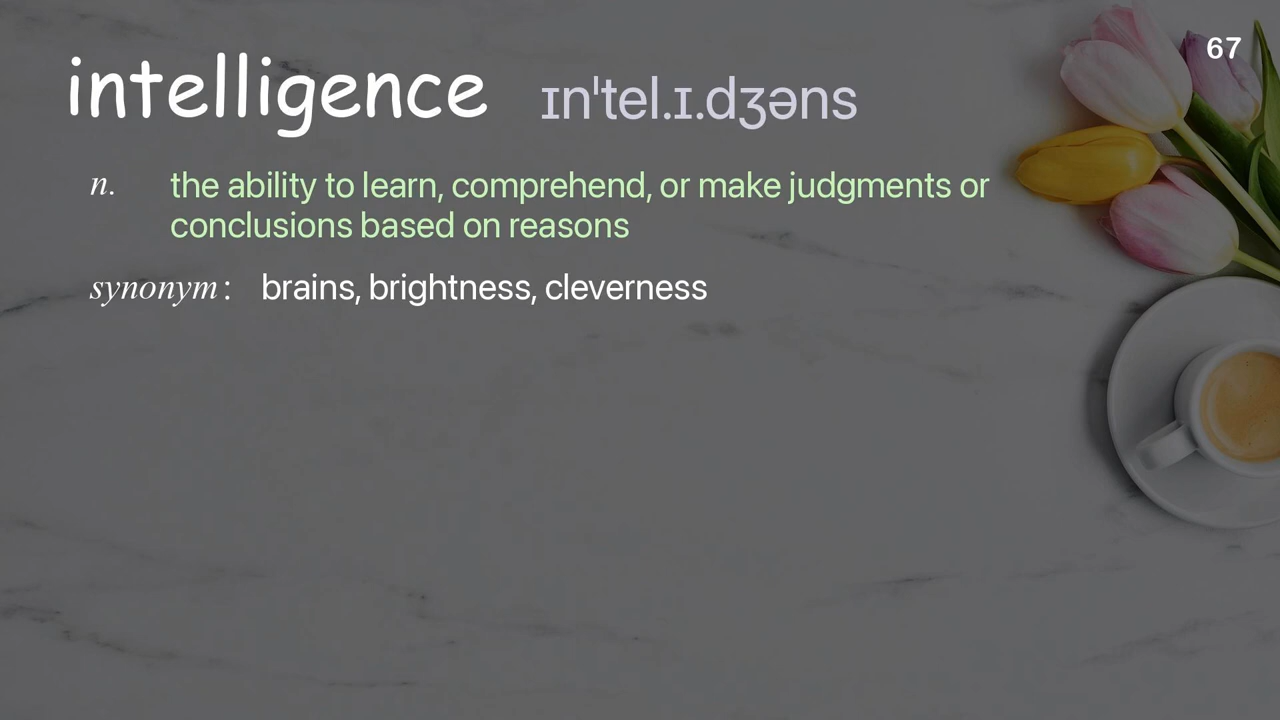 67
intelligence ɪnˈtel.ɪ.dʒəns
n. the ability to learn, comprehend, or make judgments or
conclusions based on reasons
synonym: brains, brightness, cleverness